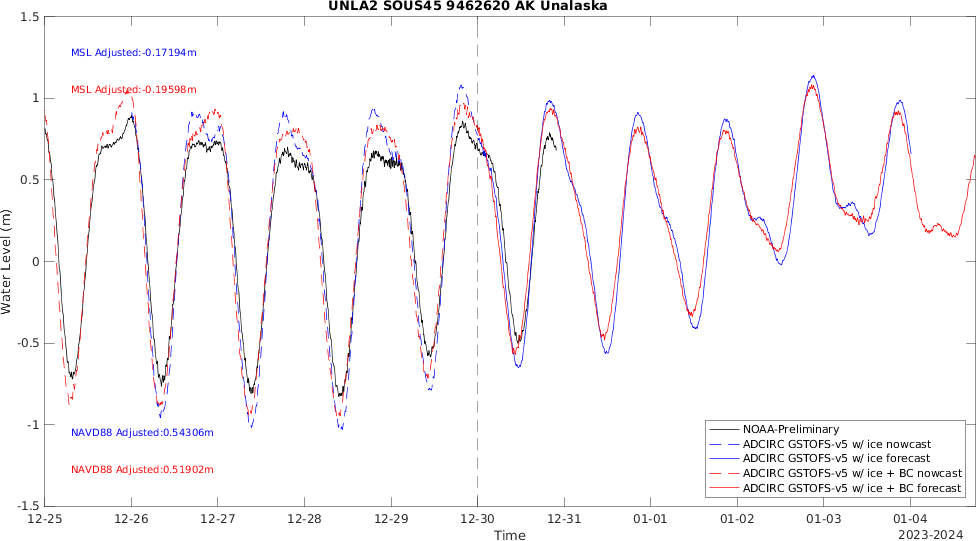 UNLA2 SOUS45 9462620 AK Unalaska
1.5
1
0.5
0
-0.5
-1
-1.5
Water Level (m)
MSL Adjusted:-0.17194m
MSL Adjusted:-0.19598m
NAVD88 Adjusted:0.54306m
NAVD88 Adjusted:0.51902m
NOAA-Preliminary
ADCIRC GSTOFS-v5 w/ ice nowcast
ADCIRC GSTOFS-v5 w/ ice forecast
ADCIRC GSTOFS-v5 w/ ice + BC nowcast
ADCIRC GSTOFS-v5 w/ ice + BC forecast
12-25 12-26 12-27 12-28 12-29 12-30 12-31 01-01 01-02 01-03 01-04
Time
2023-2024